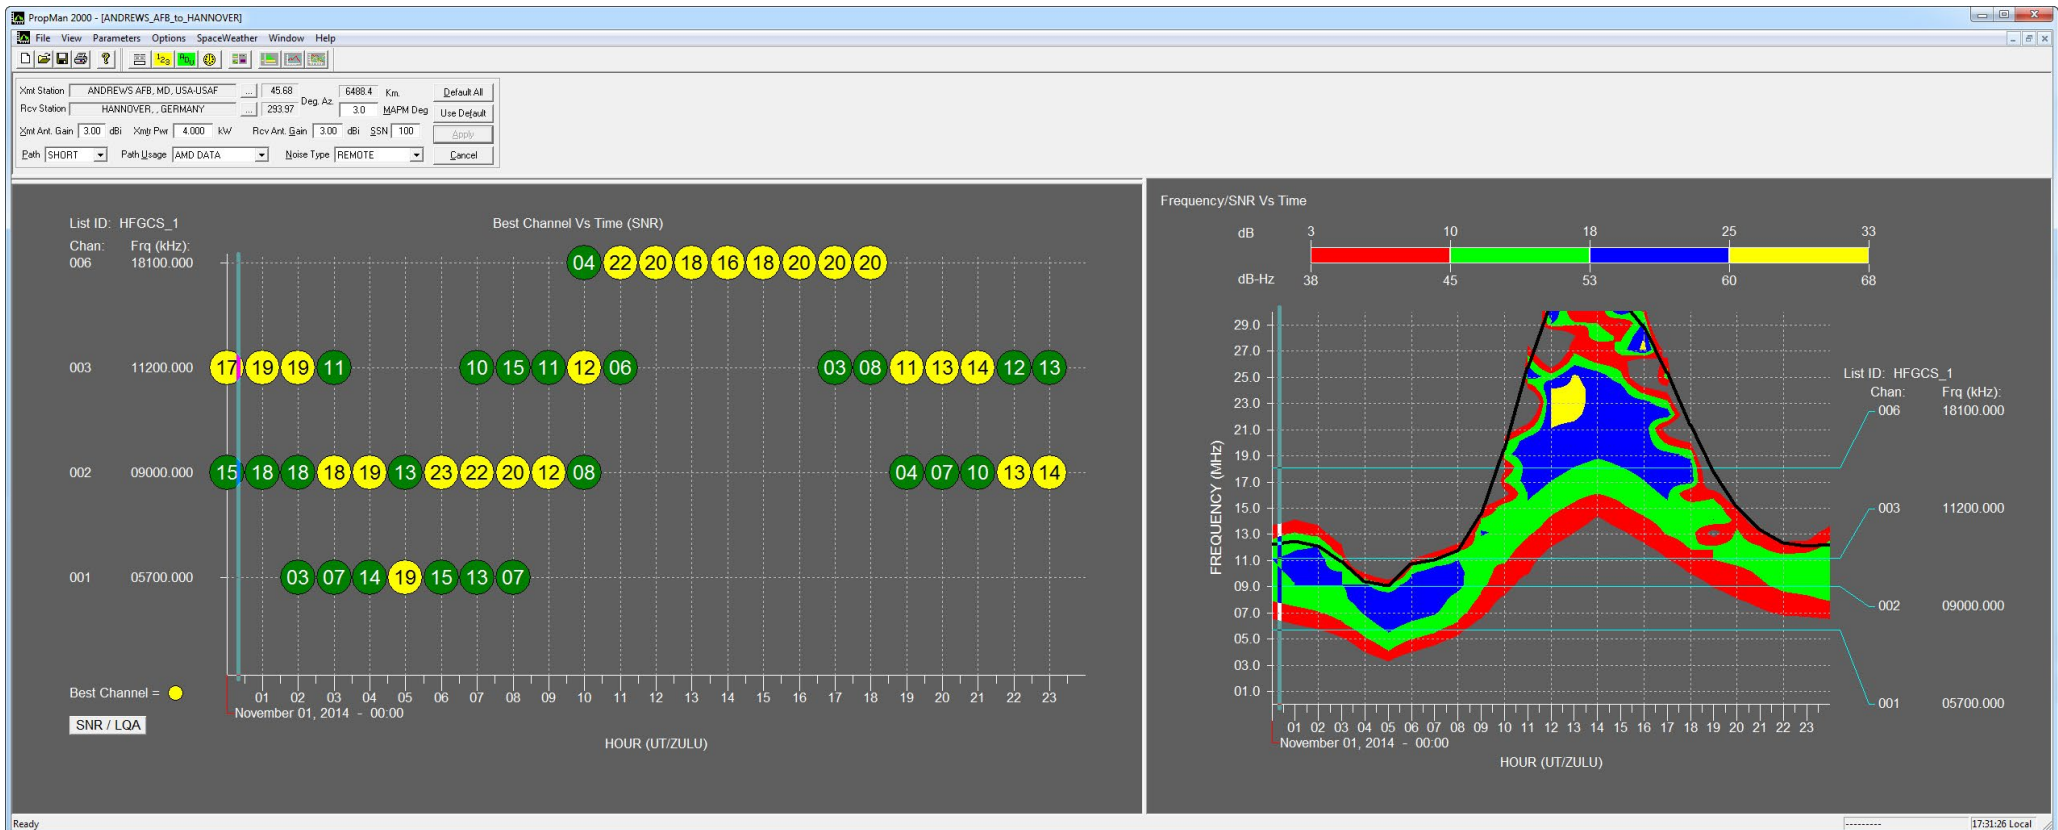 PropMan 2000 - [ANDREWS_AFB_to_HANNOVER]
File View Parameters Options SpaceWeather Window Help
Xmt Station ANDREWS AFB, MD, USA-USAF ... 45.68 Deg. Az. 6488.4 Km. Default All
Rcv Station HANNOVER, , GERMANY ... 293.97 3.0 MAPM Deg Use Default
Xmt Ant. Gain 3.00 dBi Xmtr Pwr 4.000 kW Rcv Ant. Gain 3.00 dBi SSN 100 Apply
Path SHORT Path Usage AMD DATA Noise Type REMOTE Cancel
List ID: HFGCS_1 Best Channel Vs Time (SNR)
Chan: Frq (kHz):
006 18100.000 04 22 20 18 16 18 20 20 20
003 11200.000 17 19 19 11 10 15 11 12 06 03 08 11 13 14 12 13
002 09000.000 15 18 18 18 19 13 23 22 20 12 08 04 07 10 13 14
001 05700.000 03 07 14 19 15 13 07
Best Channel =
01 02 03 04 05 06 07 08 09 10 11 12 13 14 15 16 17 18 19 20 21 22 23
November 01, 2014 - 00:00
SNR / LQA
HOUR (UT/ZULU)
Frequency/SNR Vs Time
dB 3 10 18 25 33
dB-Hz 38 45 53 60 68
FREQUENCY (MHz)
29.0
27.0
25.0
23.0
21.0
19.0
17.0
15.0
13.0
11.0
09.0
07.0
05.0
03.0
01.0
List ID: HFGCS_1
Chan: Frq (kHz):
006 18100.000
003 11200.000
002 09000.000
001 05700.000
01 02 03 04 05 06 07 08 09 10 11 12 13 14 15 16 17 18 19 20 21 22 23
November 01, 2014 - 00:00
HOUR (UT/ZULU)
Ready
--------- 17:31:26 Local